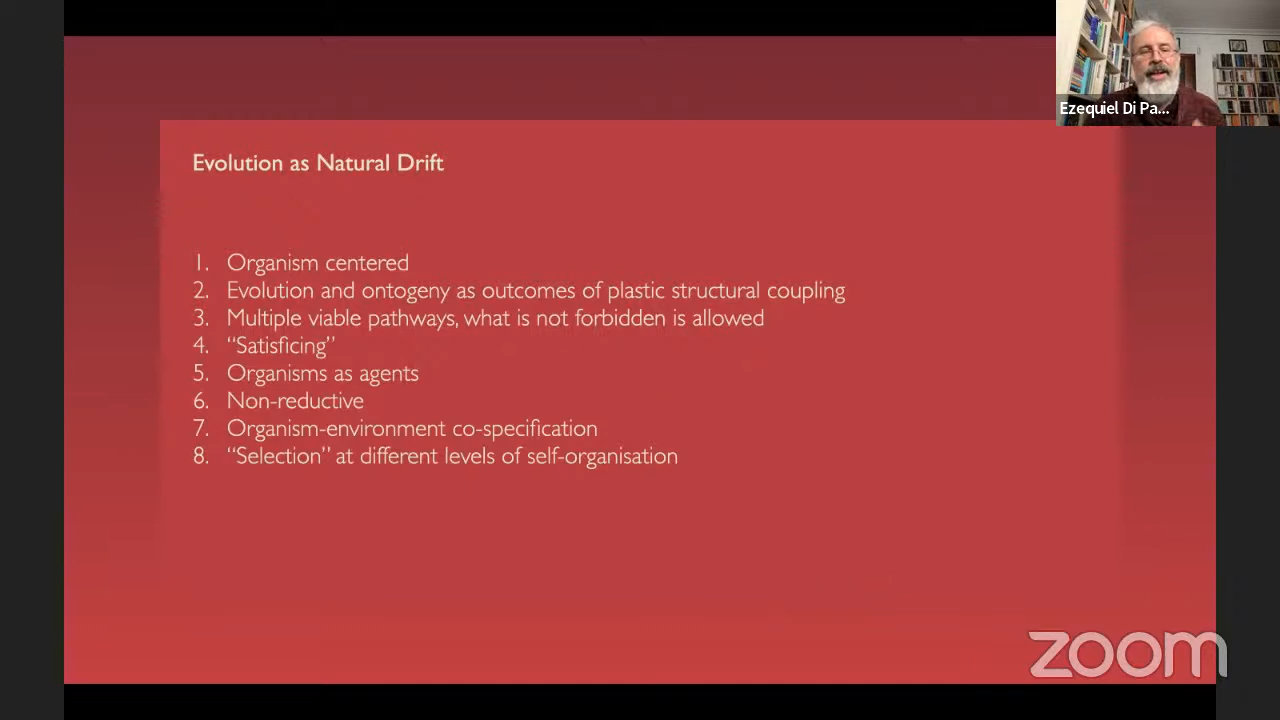 Ezequiel Di Pa...
Evolution as Natural Drift
1. Organism centered
2. Evolution and ontogeny as outcomes of plastic structural coupling
3. Multiple viable pathways, what is not forbidden is allowed
4. “Satisficing”
5. Organisms as agents
6. Non-reductive
7. Organism-environment co-specification
8. “Selection” at different levels of self-organisation
zoom